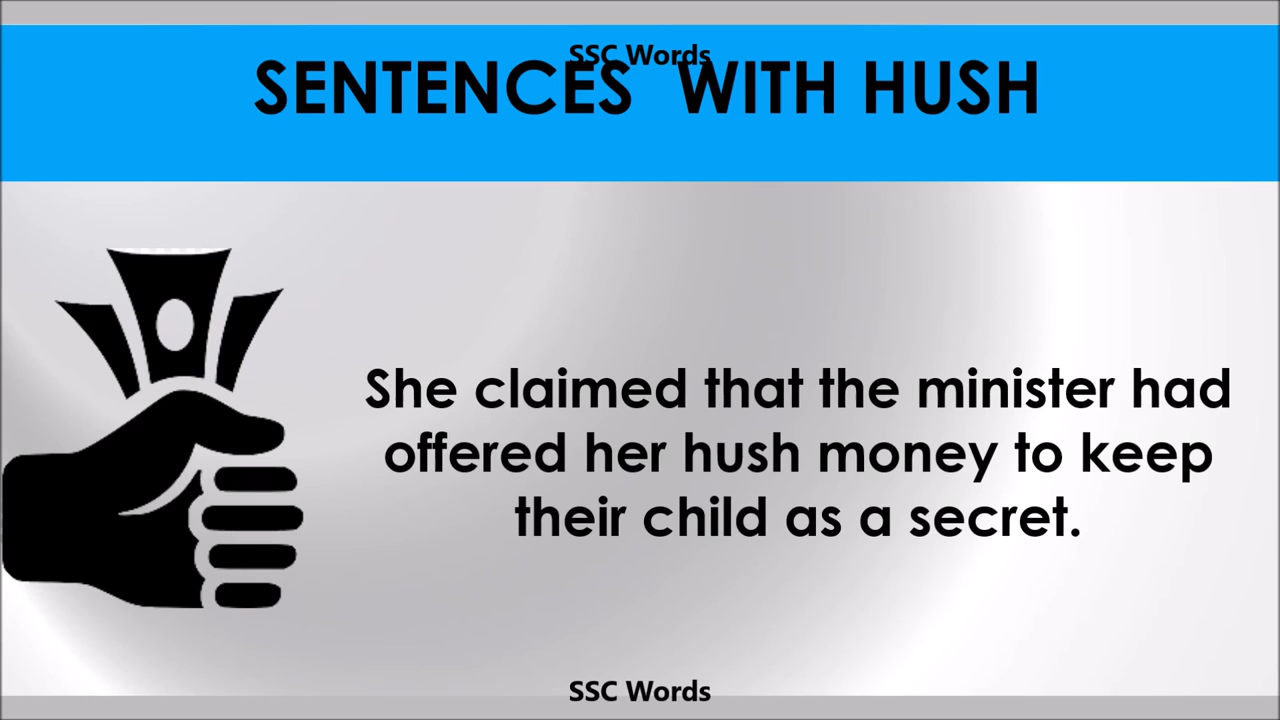 SSC Words
SENTENCES WITH HUSH
She claimed that the minister had
offered her hush money to keep
their child as a secret.
SSC Words